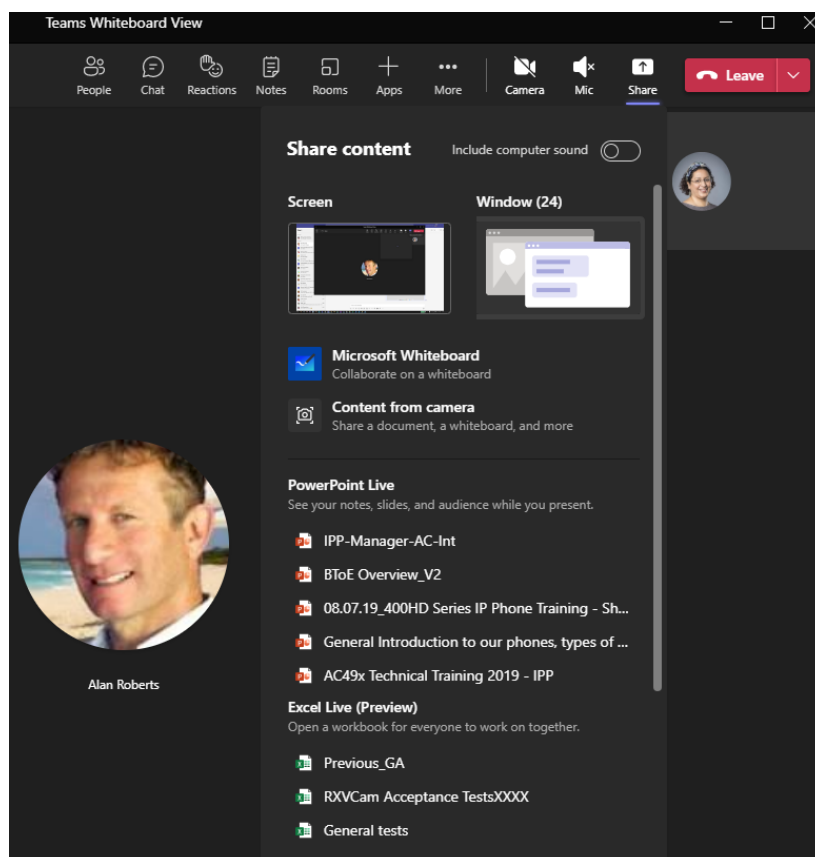 Teams Whiteboard View
People Chat Reactions Notes Rooms Apps More Camera Mic Share Leave
Share content Include computer sound
Screen Window (24)
Microsoft Whiteboard
Collaborate on a whiteboard
Content from camera
Share a document, a whiteboard, and more
PowerPoint Live
See your notes, slides, and audience while you present.
IPP-Manager-AC-Int
BToE Overview_V2
08.07.19_400HD Series IP Phone Training - Sh...
General Introduction to our phones, types of ...
AC49x Technical Training 2019 - IPP
Alan Roberts
Excel Live (Preview)
Open a workbook for everyone to work on together.
Previous_GA
RXVCam Acceptance TestsXXXX
General tests